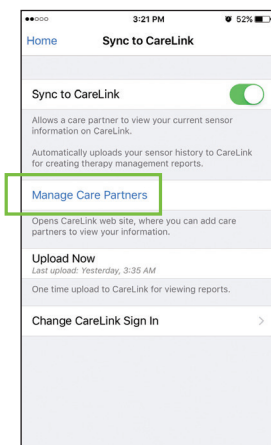 3:21 PM 52%
Home Sync to CareLink
Sync to CareLink
Allows a care partner to view your current sensor
information on CareLink.
Automatically uploads your sensor history to CareLink
for creating therapy management reports.
Manage Care Partners
Opens CareLink web site, where you can add care
partners to view your information.
Upload Now
Last upload: Yesterday, 3:35 AM
One time upload to CareLink for viewing reports.
Change CareLink Sign In